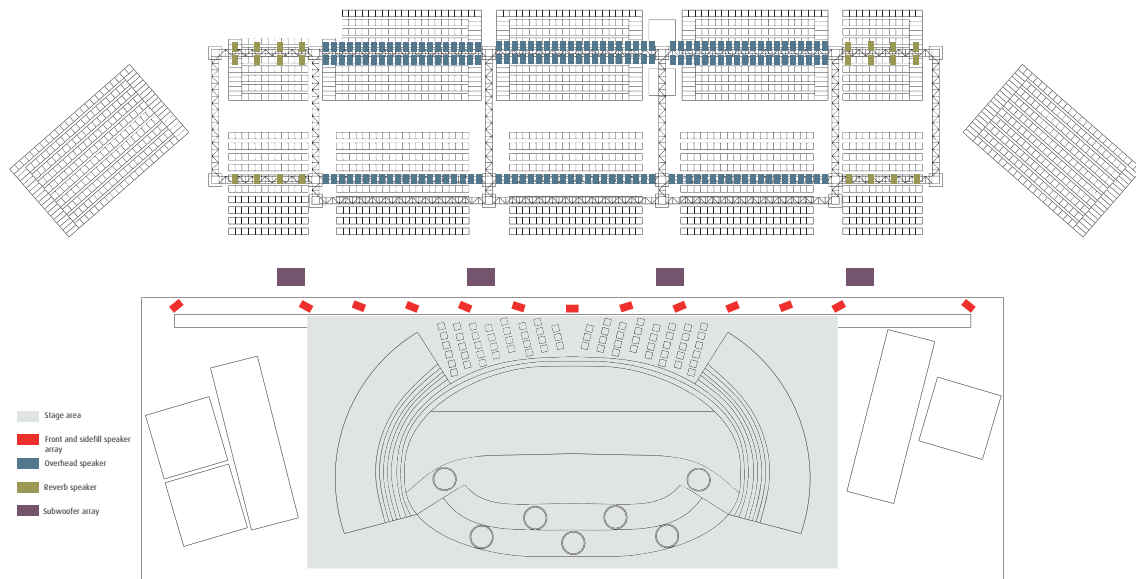 Stage area
Front and sidefill speaker
array
Overhead speaker
Reverb speaker
Subwoofer array